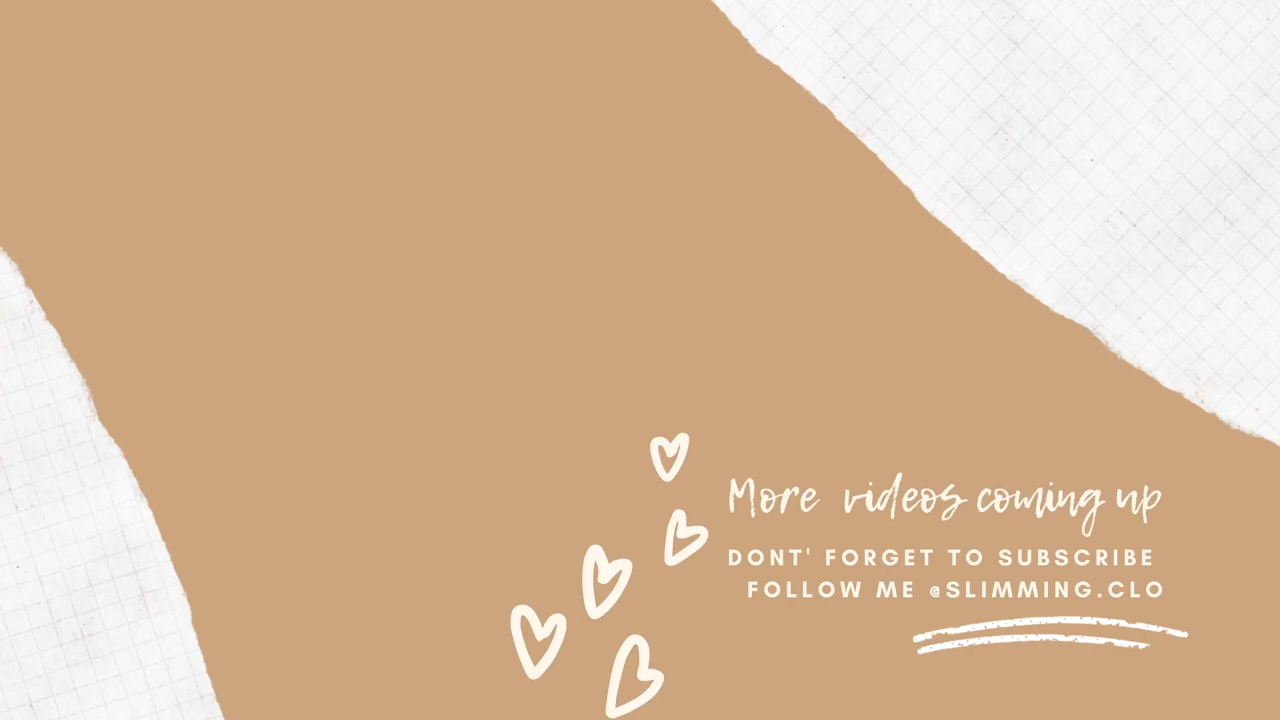 More videos coming up
DONT' FORGET TO SUBSCRIBE
FOLLOW ME @SLIMMING.CLO